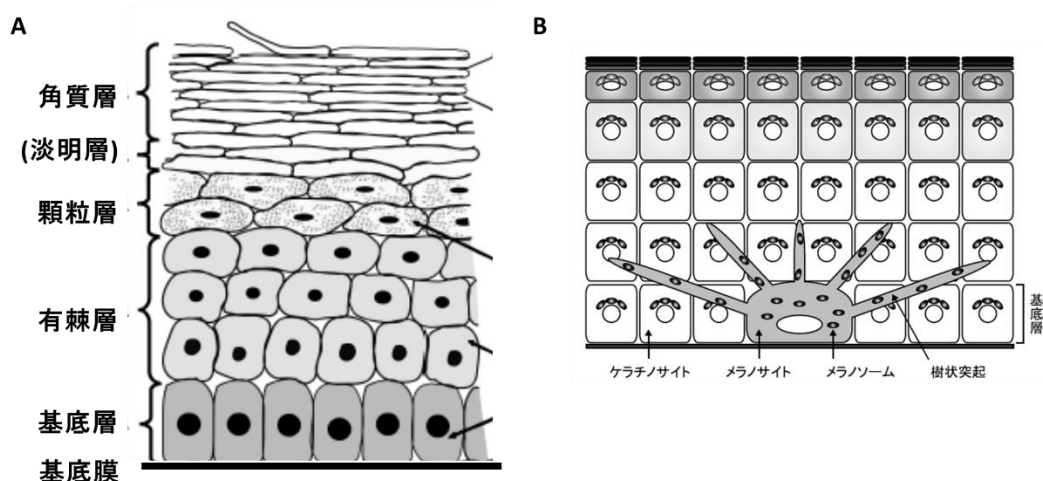 A
角質層
(淡明層)
顆粒層
有棘層
基底層
基底膜
B
基底層
ケラチノサイト
メラノサイト
メラノソーム
樹状突起